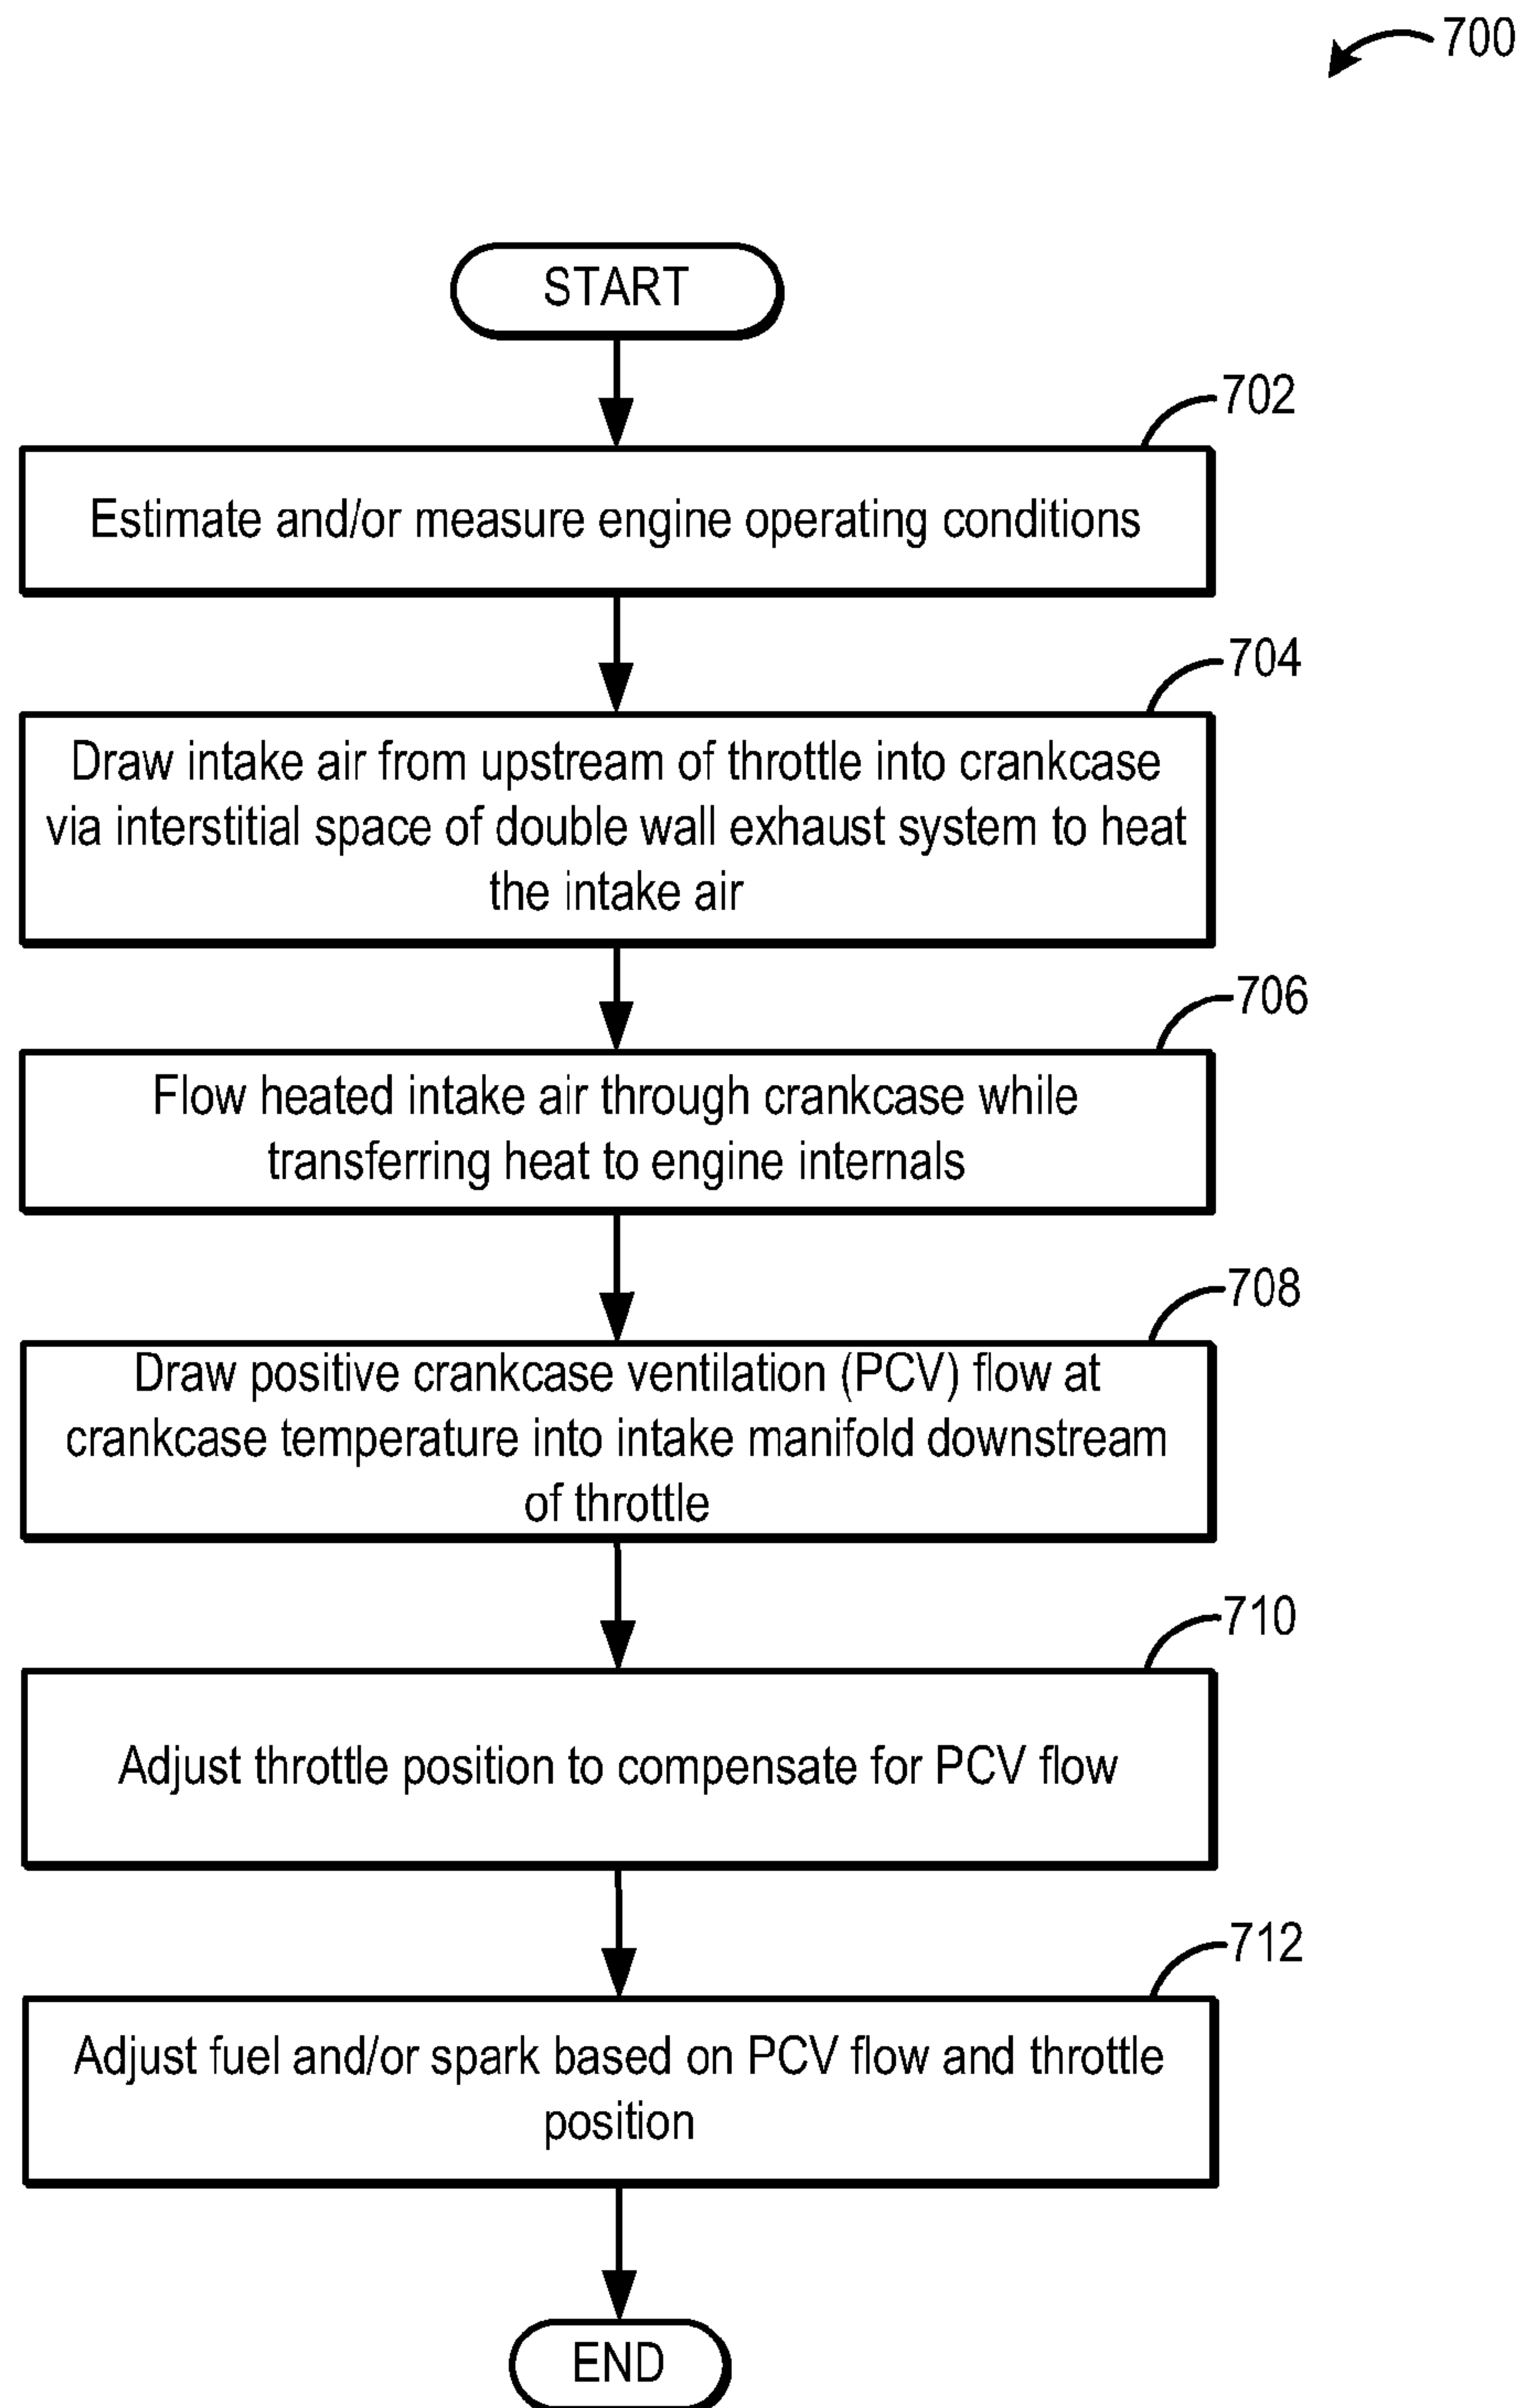 700
START
702
Estimate and/or measure engine operating conditions
704
Draw intake air from upstream of throttle into crankcase
via interstitial space of double wall exhaust system to heat
the intake air
706
Flow heated intake air through crankcase while
transferring heat to engine internals
708
Draw positive crankcase ventilation (PCV) flow at
crankcase temperature into intake manifold downstream
of throttle
710
Adjust throttle position to compensate for PCV flow
712
Adjust fuel and/or spark based on PCV flow and throttle
position
END